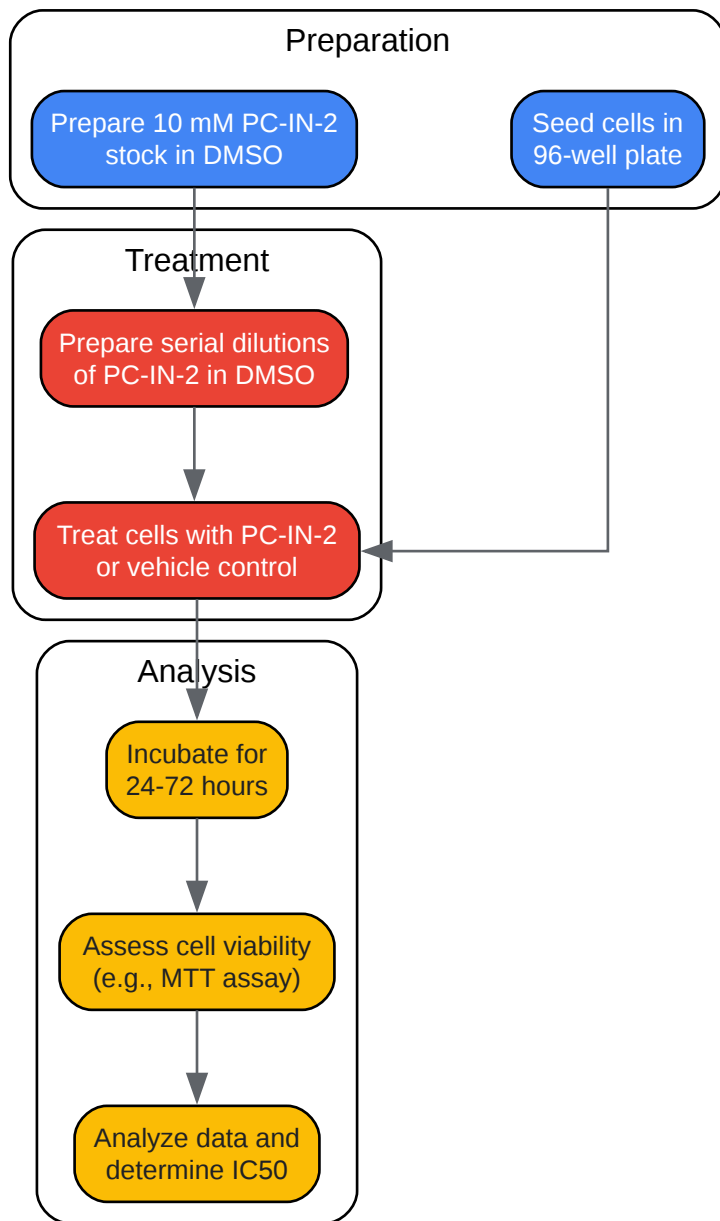 Preparation
Prepare 10 mM PC-IN-2
stock in DMSO
Seed cells in
96-well plate
Treatment
Prepare serial dilutions
of PC-IN-2 in DMSO
Treat cells with PC-IN-2
or vehicle control
Analysis
Incubate for
24-72 hours
Assess cell viability
(e.g., MTT assay)
Analyze data and
determine IC50